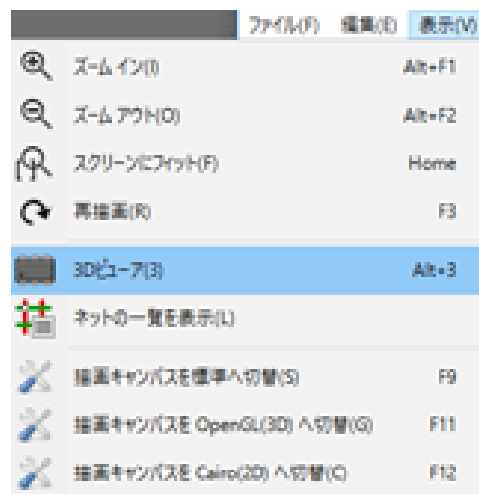 ファイル(F) 編集(E) 表示(V)
ズーム イン(I) Alt+F1
ズーム アウト(O) Alt+F2
スクリーンにフィット(F) Home
再描画(R) F3
3Dビューア(3) Alt+3
ネットの一覧を表示(L)
描画キャンバスを標準へ切替(S) F9
描画キャンバスを OpenGL(3D) へ切替(G) F11
描画キャンバスを Cairo(2D) へ切替(C) F12